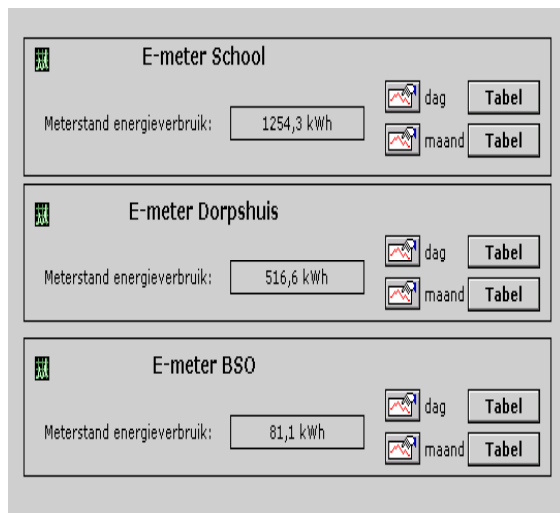 E-meter School
dag Tabel
Meterstand energieverbruik: 1254,3 kWh
maand Tabel
E-meter Dorpshuis
dag Tabel
Meterstand energieverbruik: 516,6 kWh
maand Tabel
E-meter BSO
dag Tabel
Meterstand energieverbruik: 81,1 kWh
maand Tabel